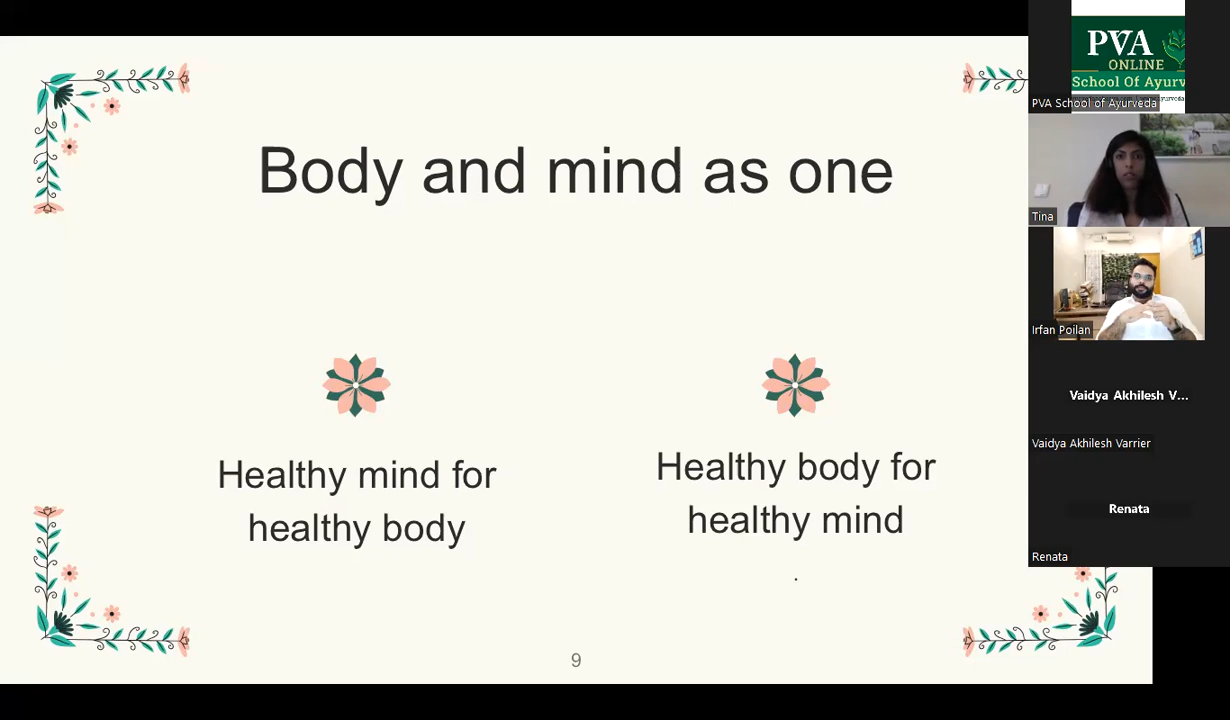 Body and mind as one
Healthy mind for
healthy body
Healthy body for
healthy mind
.
9
PVA
ONLINE
School Of Ayurv
PVA School of Ayurveda
Tina
Irfan Poilan
Vaidya Akhilesh V...
Vaidya Akhilesh Varrier
Renata
Renata